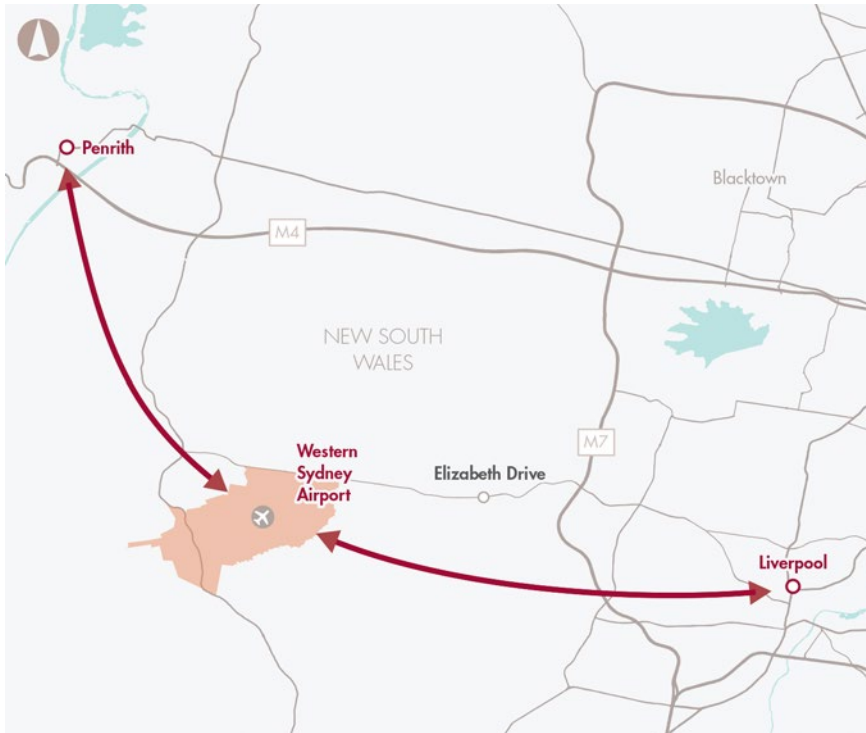 Penrith
Blacktown
M4
NEW SOUTH
WALES
M7
Western
Sydney
Airport
Elizabeth Drive
Liverpool